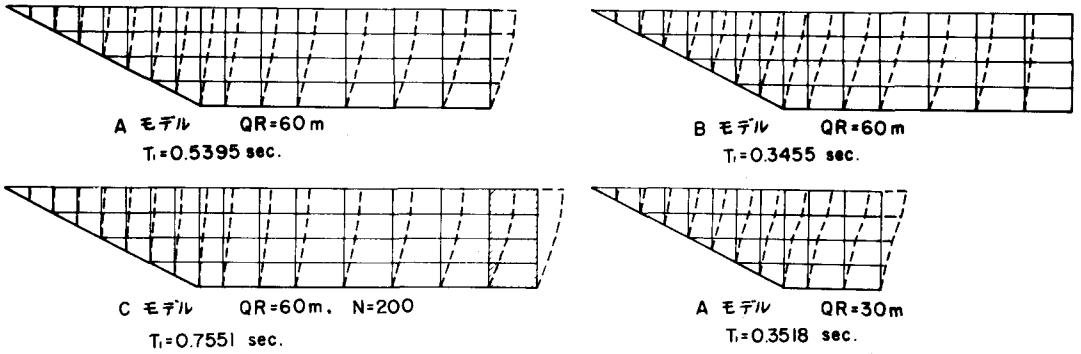 A モデル QR=60m
T₁=0.5395 sec.
B モデル QR=60m
T₁=0.3455 sec.
C モデル QR=60m. N=200
T₁=0.7551 sec.
A モデル QR=30m
T₁=0.3518 sec.